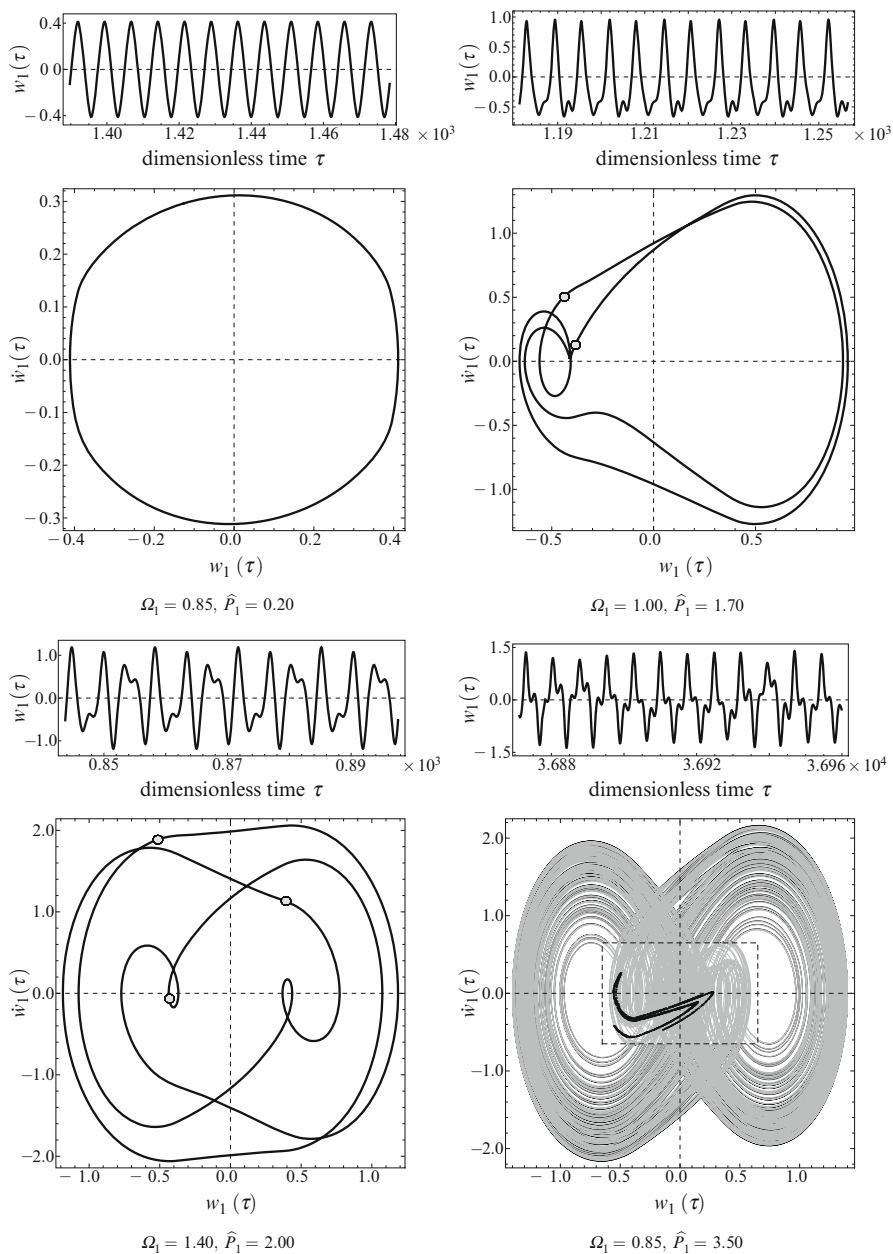 0.4
0.0
−0.4
w₁(τ)
1.40 1.42 1.44 1.46 1.48 × 10³
dimensionless time τ
1.0
0.5
0.0
−0.5
w₁(τ)
1.19 1.21 1.23 1.25 × 10³
dimensionless time τ
0.3
0.2
0.1
0.0
−0.1
−0.2
−0.3
ẇ₁(τ)
−0.4 −0.2 0.0 0.2 0.4
w₁ (τ)
Ω₁ = 0.85, P̂₁ = 0.20
1.0
0.5
0.0
−0.5
−1.0
ẇ₁(τ)
−0.5 0.0 0.5
w₁ (τ)
Ω₁ = 1.00, P̂₁ = 1.70
1.0
0.0
−1.0
w₁(τ)
0.85 0.87 0.89 × 10³
dimensionless time τ
1.5
0.0
−1.5
w₁(τ)
3.688 3.692 3.696 × 10⁴
dimensionless time τ
2.0
1.0
0.0
−1.0
−2.0
ẇ₁(τ)
−1.0 −0.5 0.0 0.5 1.0
w₁ (τ)
Ω₁ = 1.40, P̂₁ = 2.00
2.0
1.0
0.0
−1.0
−2.0
ẇ₁(τ)
−1.0 −0.5 0.0 0.5 1.0
w₁ (τ)
Ω₁ = 0.85, P̂₁ = 3.50